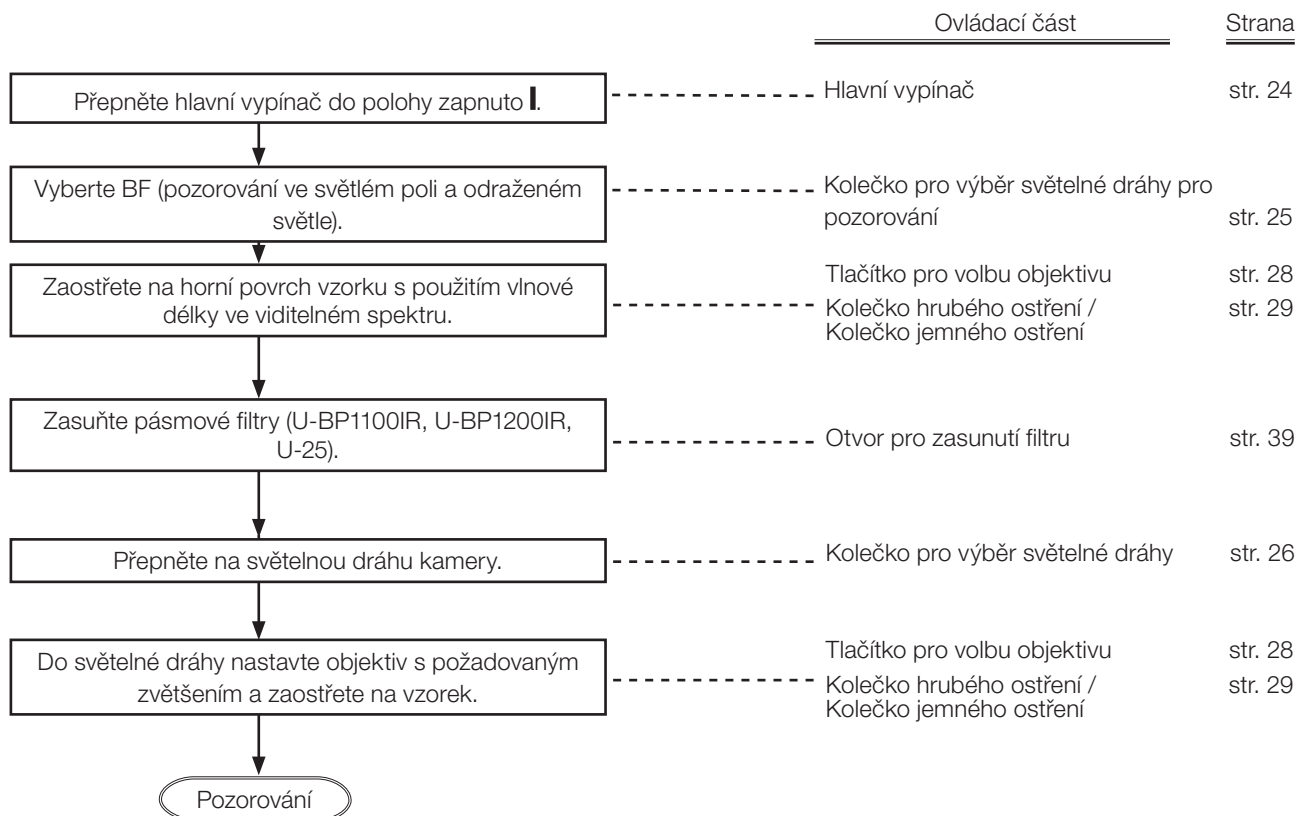 Ovládací část Strana
Přepněte hlavní vypínač do polohy zapnuto I.
Hlavní vypínač str. 24
Vyberte BF (pozorování ve světlém poli a odraženém
světle).
Kolečko pro výběr světelné dráhy pro
pozorování str. 25
Zaostřete na horní povrch vzorku s použitím vlnové
délky ve viditelném spektru.
Tlačítko pro volbu objektivu str. 28
Kolečko hrubého ostření / str. 29
Kolečko jemného ostření
Zasuňte pásmové filtry (U-BP1100IR, U-BP1200IR,
U-25).
Otvor pro zasunutí filtru str. 39
Přepněte na světelnou dráhu kamery.
Kolečko pro výběr světelné dráhy str. 26
Do světelné dráhy nastavte objektiv s požadovaným
zvětšením a zaostřete na vzorek.
Tlačítko pro volbu objektivu str. 28
Kolečko hrubého ostření / str. 29
Kolečko jemného ostření
Pozorování